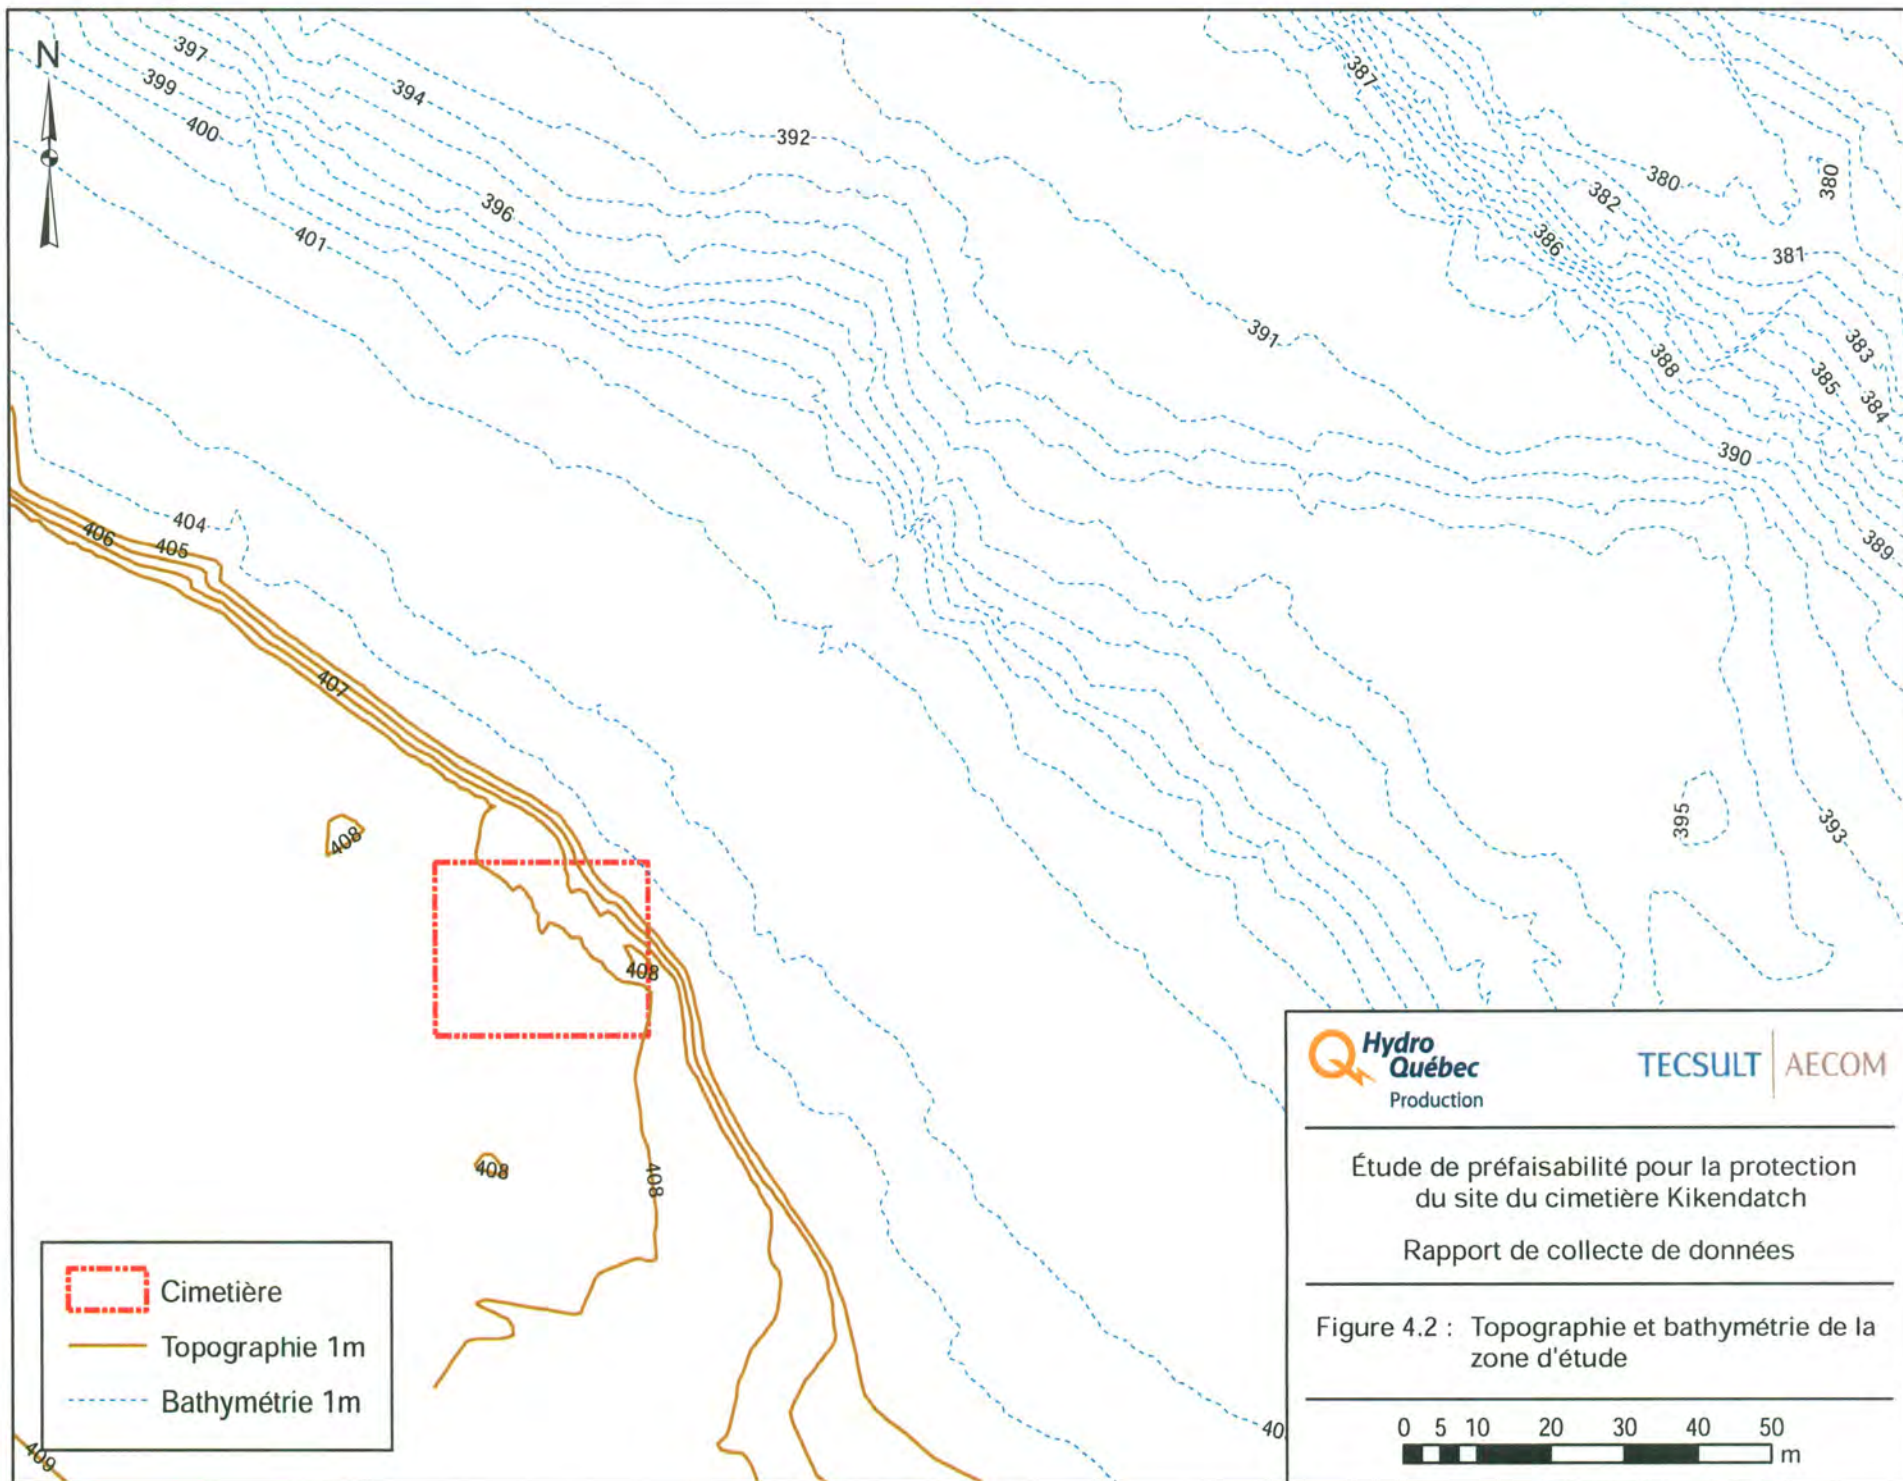 N
397
399
400
394
396
401
392
391
387
380
380
382
386
381
383
385
384
388
390
389
404
405
406
407
408
408
408
408
409
395
393
Cimetière
Topographie 1m
Bathymétrie 1m
Hydro
Québec
Production
TECSULT AECOM
Étude de préfaisabilité pour la protection
du site du cimetière Kikendatch
Rapport de collecte de données
Figure 4.2 : Topographie et bathymétrie de la
zone d'étude
0 5 10 20 30 40 50
m